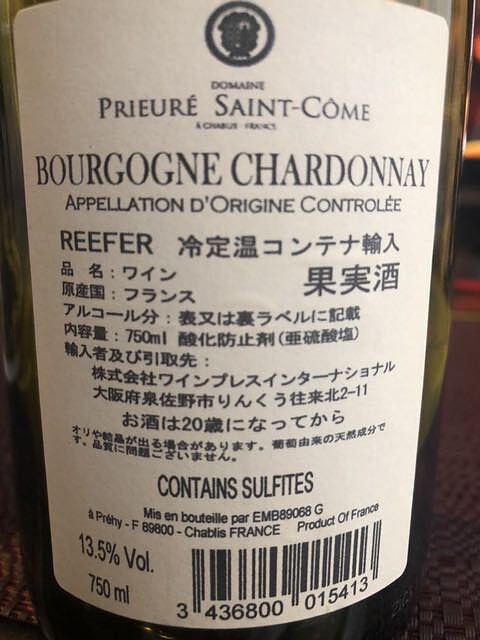 DOMAINE
PRIEURÉ SAINT-CÔME
À CHABLIS - FRANCE
BOURGOGNE CHARDONNAY
APPELLATION D'ORIGINE CONTROLÉE
REEFER 冷定温コンテナ輸入
品 名：ワイン 果実酒
原産国：フランス
アルコール分：表又は裏ラベルに記載
内容量：750ml 酸化防止剤(亜硫酸塩)
輸入者及び引取先：
株式会社ワインプレスインターナショナル
大阪府泉佐野市りんくう往来北2-11
お酒は20歳になってから
オリや結晶が出る場合があります。葡萄由来の天然成分で
す。品質に問題ございません。
CONTAINS SULFITES
Mis en bouteille par EMB89068 G
à Préhy - F 89800 - Chablis FRANCE Product Of France
13.5% Vol.
750 ml
3 436800 015413